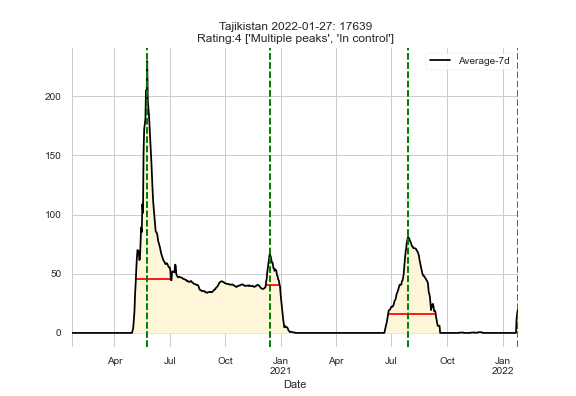 Tajikistan 2022-01-27: 17639
Rating:4 ['Multiple peaks', 'In control']
Average-7d
200
150
100
50
0
Apr Jul Oct Jan Apr Jul Oct Jan
2021 2022
Date